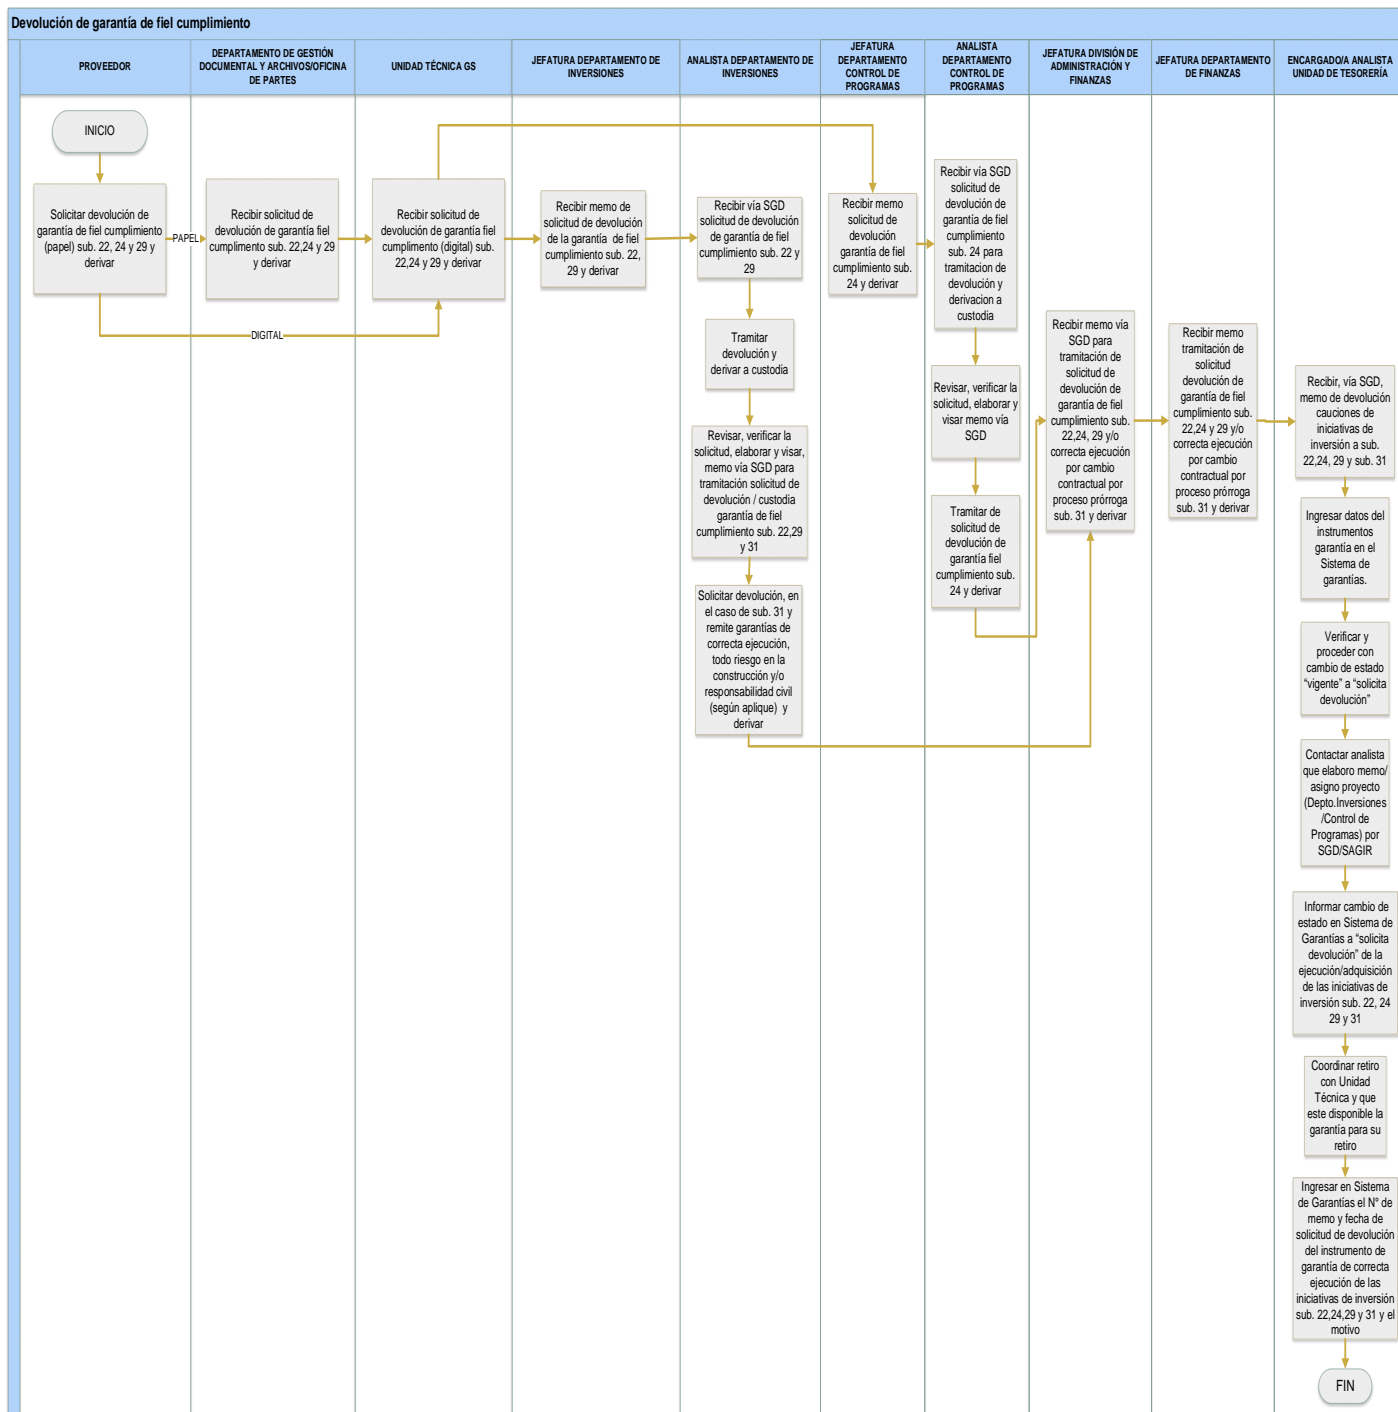 Devolución de garantía de fiel cumplimiento
PROVEEDOR
DEPARTAMENTO DE GESTIÓN
DOCUMENTAL Y ARCHIVOS/OFICINA
DE PARTES
UNIDAD TÉCNICA GS
JEFATURA DEPARTAMENTO DE
INVERSIONES
ANALISTA DEPARTAMENTO DE
INVERSIONES
JEFATURA
DEPARTAMENTO
CONTROL DE
PROGRAMAS
ANALISTA
DEPARTAMENTO
CONTROL DE
PROGRAMAS
JEFATURA DIVISIÓN DE
ADMINISTRACIÓN Y
FINANZAS
JEFATURA DEPARTAMENTO
DE FINANZAS
ENCARGADO/A ANALISTA
UNIDAD DE TESORERÍA
INICIO
Solicitar devolución de
garantía de fiel cumplimiento
(papel) sub. 22, 24 y 29 y
derivar
PAPEL
DIGITAL
Recibir solicitud de
devolución de garantía fiel
cumplimento sub. 22,24 y 29
y derivar
Recibir solicitud de
devolución de garantía fiel
cumplimento (digital) sub.
22,24 y 29 y derivar
Recibir memo de
solicitud de devolución
de la garantía de fiel
cumplimiento sub. 22,
29 y derivar
Recibir vía SGD
solicitud de devolución
de garantía de fiel
cumplimiento sub. 22 y
29
Tramitar
devolución y
derivar a custodia
Revisar, verificar la
solicitud, elaborar y visar,
memo vía SGD para
tramitación solicitud de
devolución / custodia
garantía de fiel
cumplimiento sub. 22,29
y 31
Solicitar devolución, en
el caso de sub. 31 y
remite garantías de
correcta ejecución,
todo riesgo en la
construcción y/o
responsabilidad civil
(según aplique) y
derivar
Recibir memo
solicitud de
devolución
garantía de fiel
cumplimiento sub.
24 y derivar
Recibir vía SGD
solicitud de
devolución de
garantía de fiel
cumplimiento
sub. 24 para
tramitacion de
devolución y
derivacion a
custodia
Revisar, verificar la
solicitud, elaborar y
visar memo vía
SGD
Tramitar de
solicitud de
devolución de
garantía fiel
cumplimiento sub.
24 y derivar
Recibir memo vía
SGD para
tramitación de
solicitud de
devolución de
garantía de fiel
cumplimiento sub.
22,24, 29 y/o
correcta ejecución
por cambio
contractual por
proceso prórroga
sub. 31 y derivar
Recibir memo
tramitación de
solicitud
devolución de
garantía de fiel
cumplimiento sub.
22,24 y 29 y/o
correcta ejecución
por cambio
contractual por
proceso prórroga
sub. 31 y derivar
Recibir, vía SGD,
memo de devolución
cauciones de
iniciativas de
inversión a sub.
22,24, 29 y sub. 31
Ingresar datos del
instrumentos
garantía en el
Sistema de
garantías.
Verificar y
proceder con
cambio de estado
“vigente” a “solicita
devolución”
Contactar analista
que elaboro memo/
asigno proyecto
(Depto.Inversiones
/Control de
Programas) por
SGD/SAGIR
Informar cambio de
estado en Sistema de
Garantías a “solicita
devolución” de la
ejecución/adquisición
de las iniciativas de
inversión sub. 22, 24
29 y 31
Coordinar retiro
con Unidad
Técnica y que
este disponible la
garantía para su
retiro
Ingresar en Sistema
de Garantías el Nº de
memo y fecha de
solicitud de devolución
del instrumento de
garantía de correcta
ejecución de las
iniciativas de inversión
sub. 22,24,29 y 31 y el
motivo
FIN